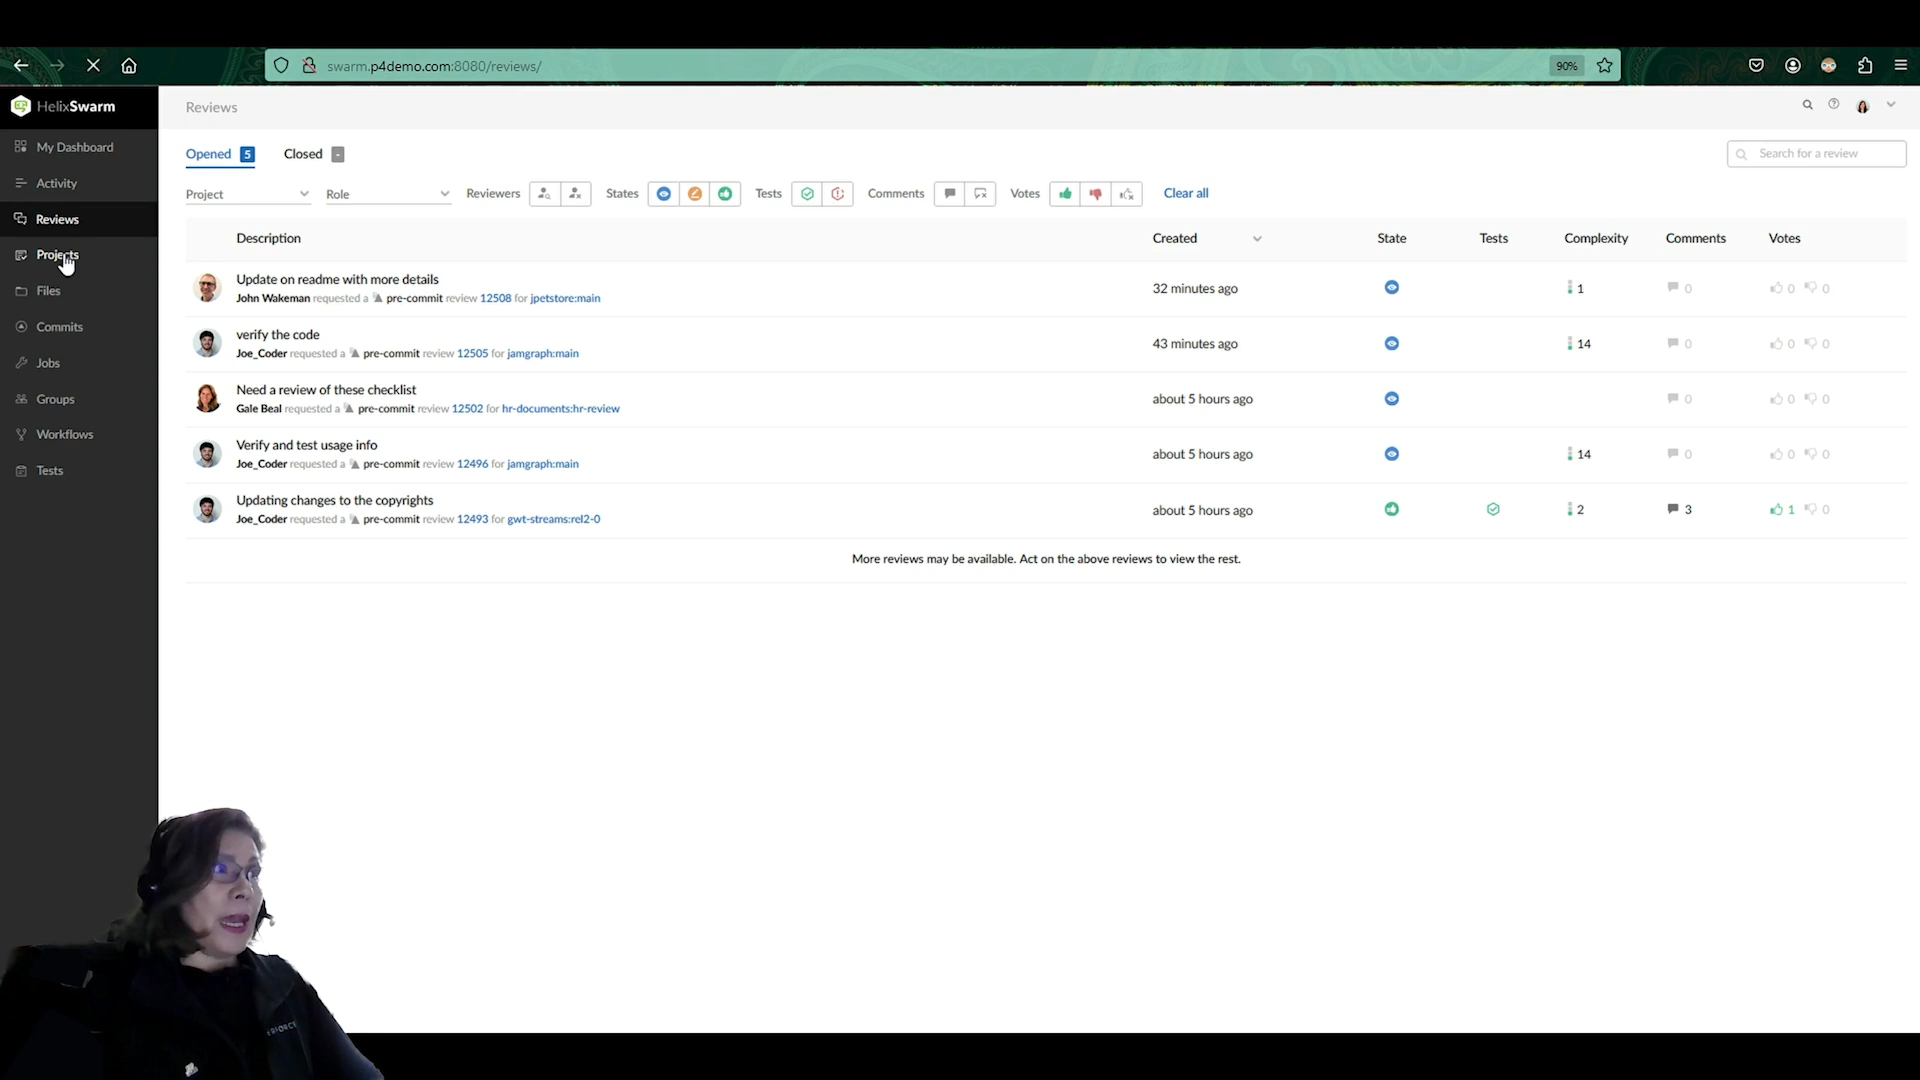 swarm.p4demo.com:8080/reviews/
90%
HelixSwarm
Reviews
My Dashboard
Activity
Reviews
Projects
Files
Commits
Jobs
Groups
Workflows
Tests
Opened 5
Closed -
Search for a review
Project
Role
Reviewers
States
Tests
Comments
Votes
Clear all
Description Created State Tests Complexity Comments Votes
Update on readme with more details
John Wakeman requested a pre-commit review 12508 for jpetstore:main
32 minutes ago 1 0 0 0
verify the code
Joe_Coder requested a pre-commit review 12505 for jamgraph:main
43 minutes ago 14 0 0 0
Need a review of these checklist
Gale Beal requested a pre-commit review 12502 for hr-documents:hr-review
about 5 hours ago 0 0 0
Verify and test usage info
Joe_Coder requested a pre-commit review 12496 for jamgraph:main
about 5 hours ago 14 0 0 0
Updating changes to the copyrights
Joe_Coder requested a pre-commit review 12493 for gwt-streams:rel2-0
about 5 hours ago 2 3 1 0
More reviews may be available. Act on the above reviews to view the rest.